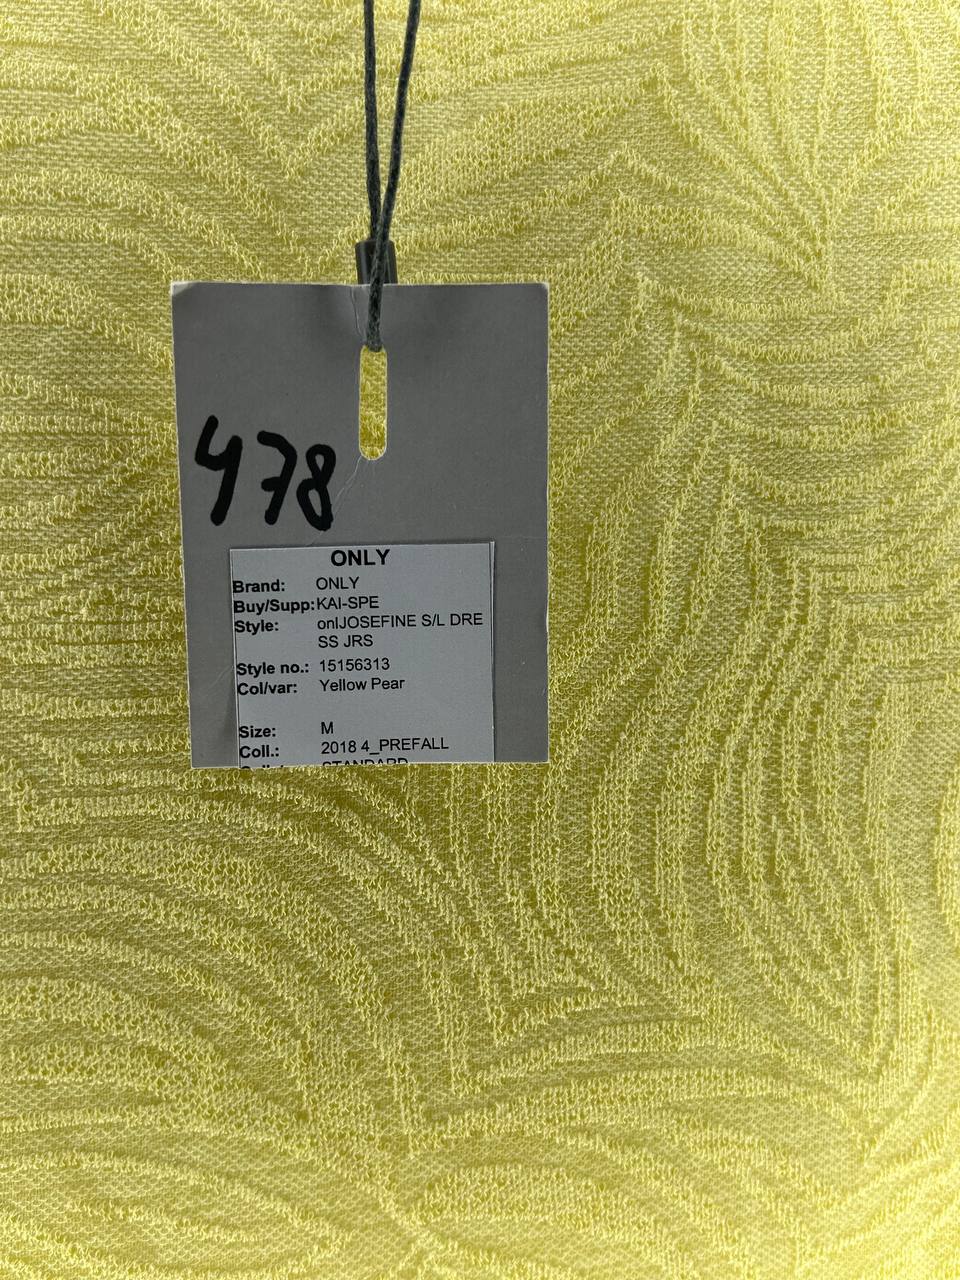 478
ONLY
Brand: ONLY
Buy/Supp: KAI-SPE
Style: onlJOSEFINE S/L DRE
SS JRS
Style no.: 15156313
Col/var: Yellow Pear
Size: M
Coll.: 2018 4_PREFALL
STANDARD